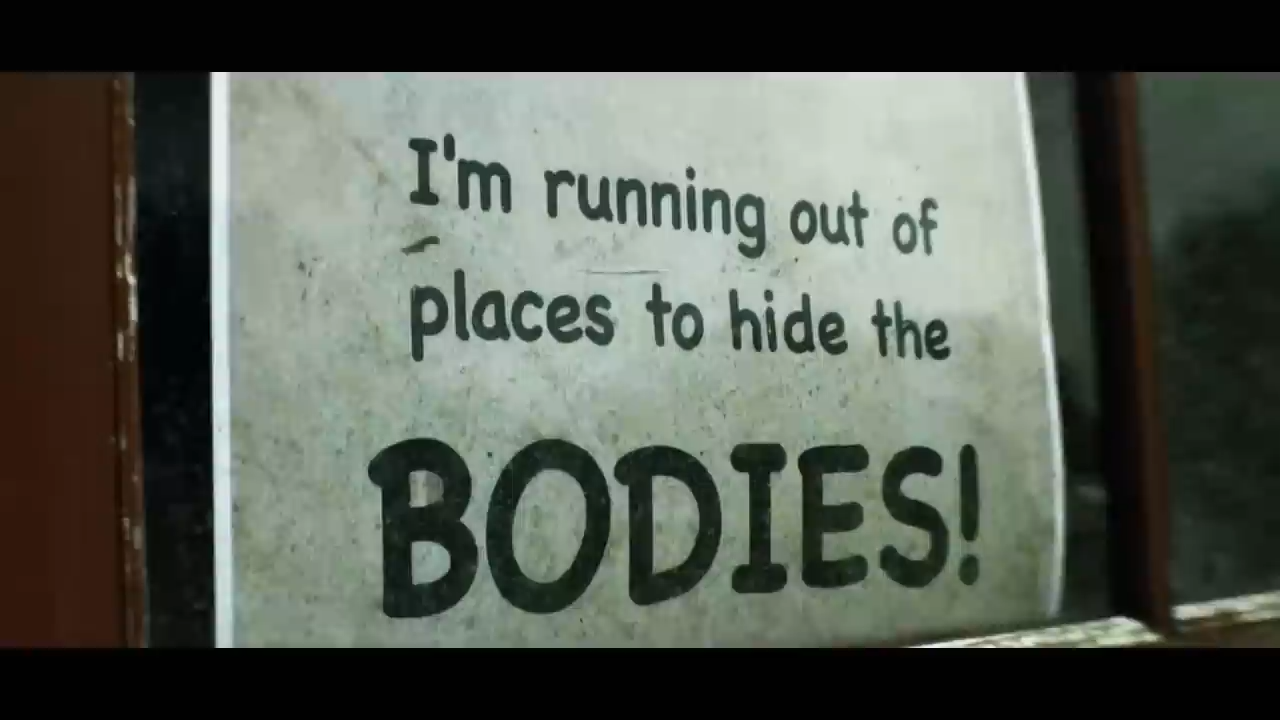 I'm running out of
places to hide the
BODIES!